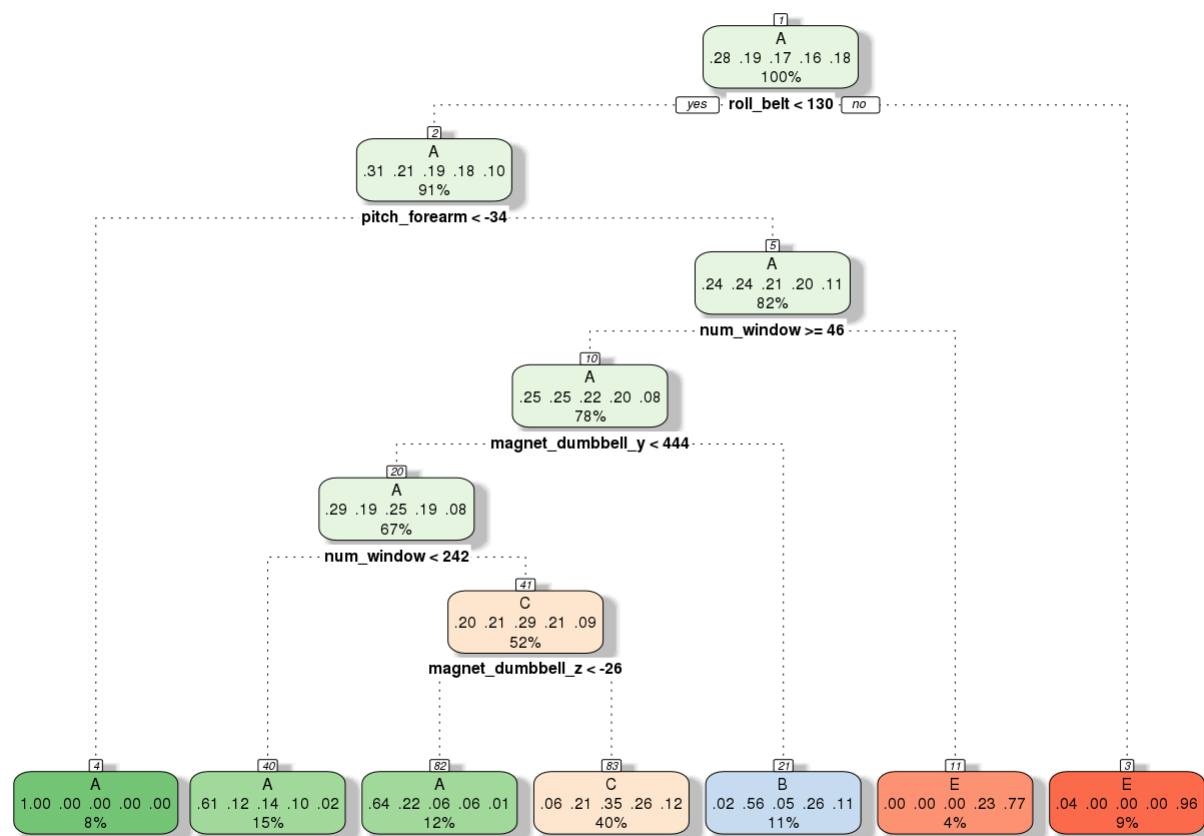 1
A
.28 .19 .17 .16 .18
100%
yes roll_belt < 130 no
2
A
.31 .21 .19 .18 .10
91%
pitch_forearm < -34
5
A
.24 .24 .21 .20 .11
82%
num_window >= 46
10
A
.25 .25 .22 .20 .08
78%
magnet_dumbbell_y < 444
20
A
.29 .19 .25 .19 .08
67%
num_window < 242
41
C
.20 .21 .29 .21 .09
52%
magnet_dumbbell_z < -26
4
A
1.00 .00 .00 .00 .00
8%
40
A
.61 .12 .14 .10 .02
15%
82
A
.64 .22 .06 .06 .01
12%
83
C
.06 .21 .35 .26 .12
40%
21
B
.02 .56 .05 .26 .11
11%
11
E
.00 .00 .00 .23 .77
4%
3
E
.04 .00 .00 .00 .96
9%